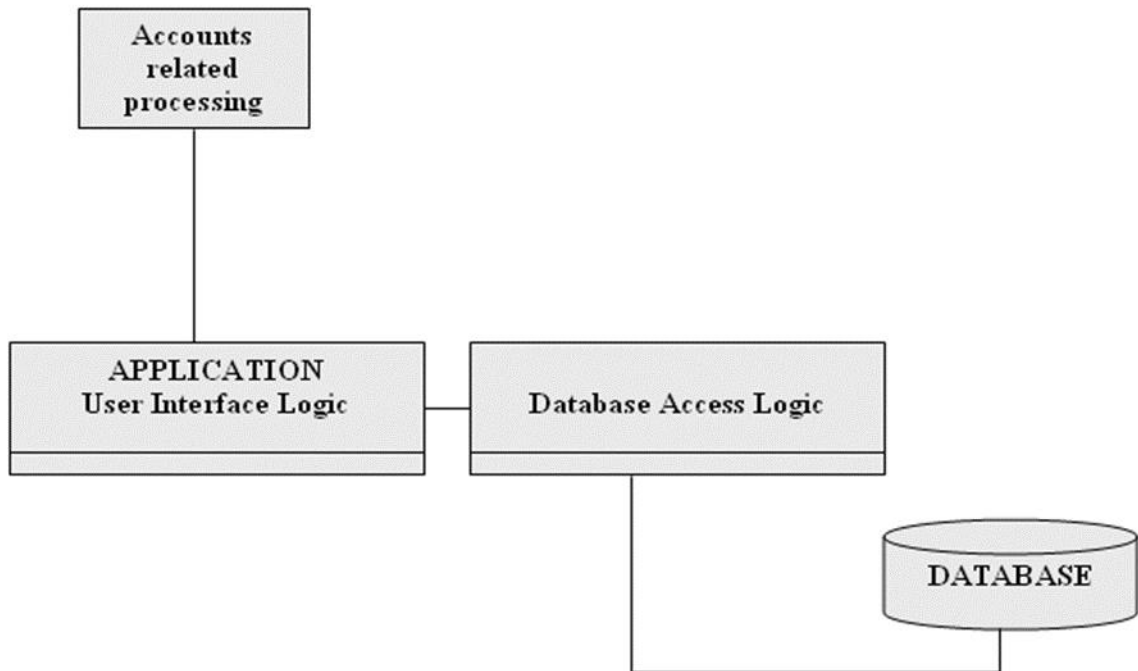 Accounts
related
processing
APPLICATION
User Interface Logic
Database Access Logic
DATABASE